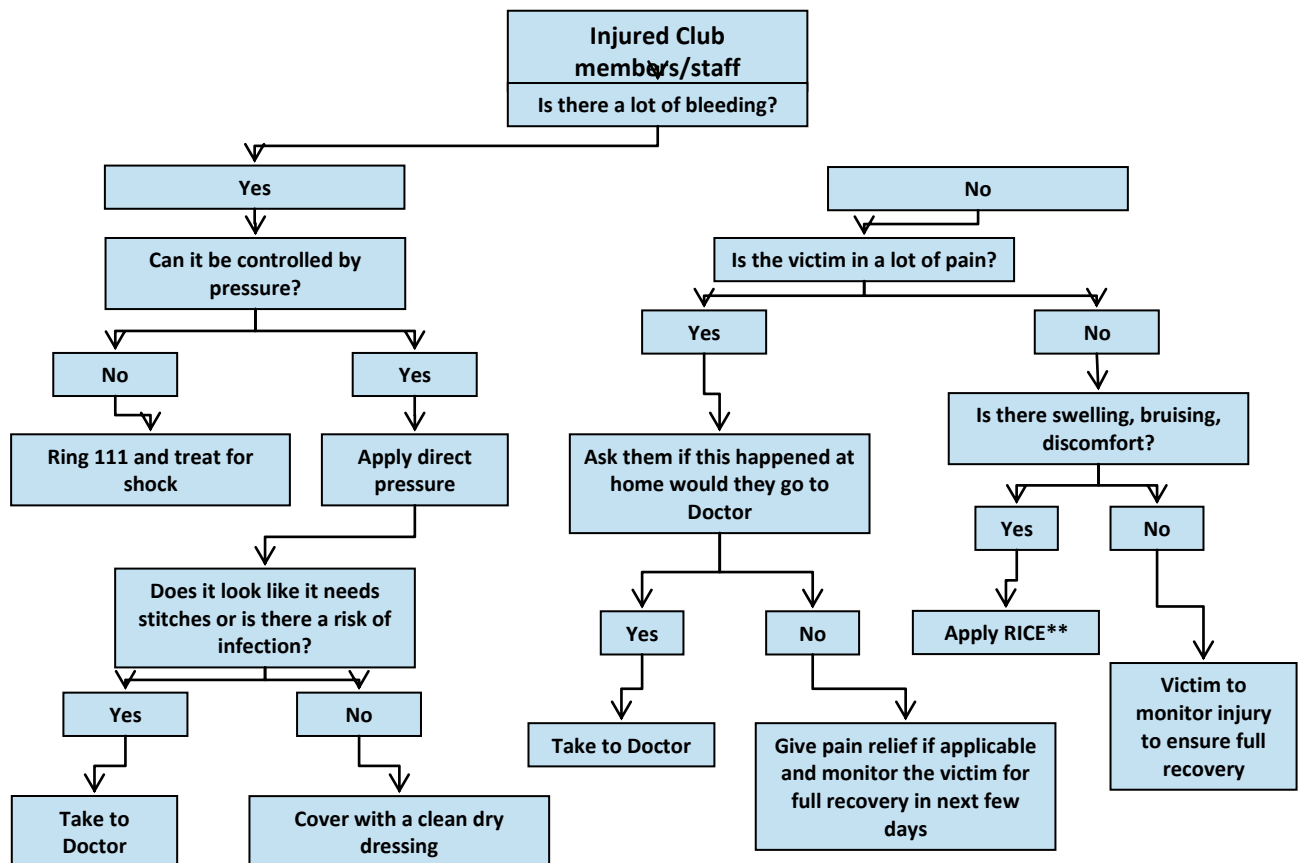 Injured Club
members/staff
Is there a lot of bleeding?
Yes
No
Can it be controlled by
pressure?
Is the victim in a lot of pain?
No
Yes
Yes
No
Ring 111 and treat for
shock
Apply direct
pressure
Ask them if this happened at
home would they go to
Doctor
Is there swelling, bruising,
discomfort?
Yes
No
Does it look like it needs
stitches or is there a risk of
infection?
Yes
No
Apply RICE**
Yes
No
Take to Doctor
Give pain relief if applicable
and monitor the victim for
full recovery in next few
days
Victim to
monitor injury
to ensure full
recovery
Take to
Doctor
Cover with a clean dry
dressing